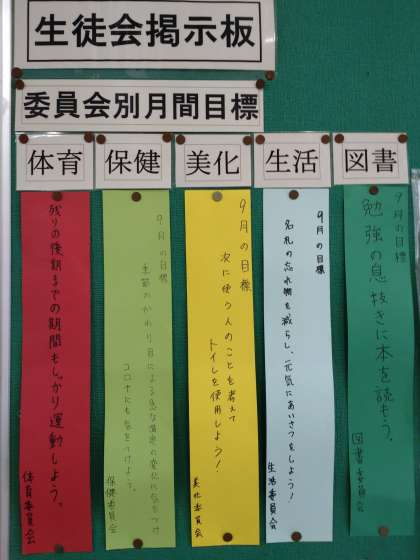 生徒会掲示板
委員会別月間目標
体育
保健
美化
生活
図書
残りの後期までの期間もしっかり運動しよう。
体育委員会
9月の目標
季節のかわり目による急な温度の変化に気をつけ
コロナにも気をつけよう。
保健委員会
9月の目標
次に使う人のことを考えて
トイレを使用しよう!
美化委員会
9月の目標
名札の忘れ物を減らし、元気にあいさつをしよう!
生活委員会
9月の目標
勉強の息抜きに本を読もう。
図書委員会